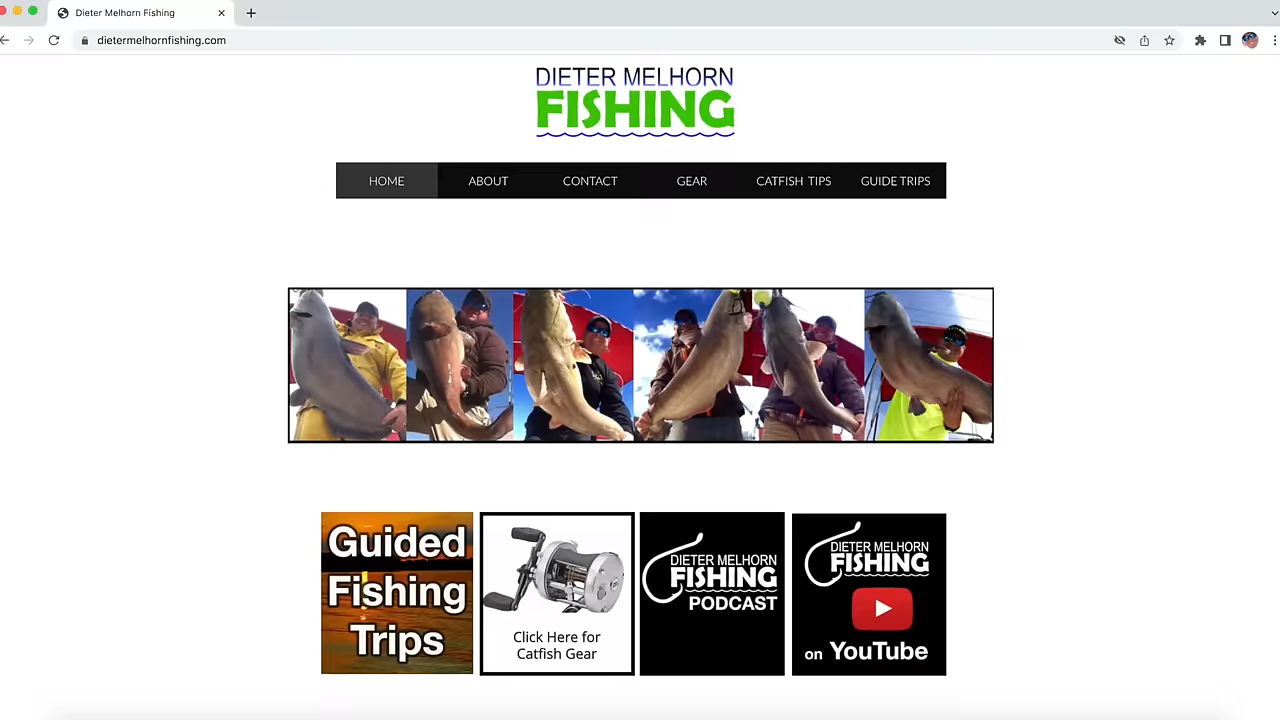 Dieter Melhorn Fishing
dietermelhornfishing.com
DIETER MELHORN
FISHING
HOME ABOUT CONTACT GEAR CATFISH TIPS GUIDE TRIPS
Guided
Fishing
Trips
Click Here for
Catfish Gear
DIETER MELHORN
FISHING
PODCAST
DIETER MELHORN
FISHING
on YouTube